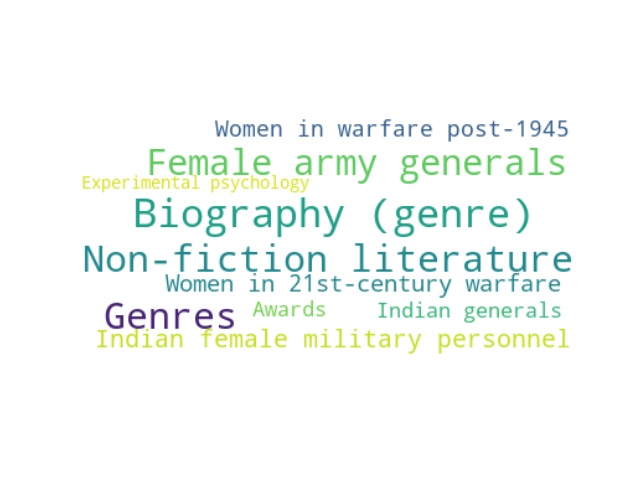 Women in warfare post-1945
Female army generals
Experimental psychology
Biography (genre)
Non-fiction literature
Women in 21st-century warfare
Genres Awards Indian generals
Indian female military personnel